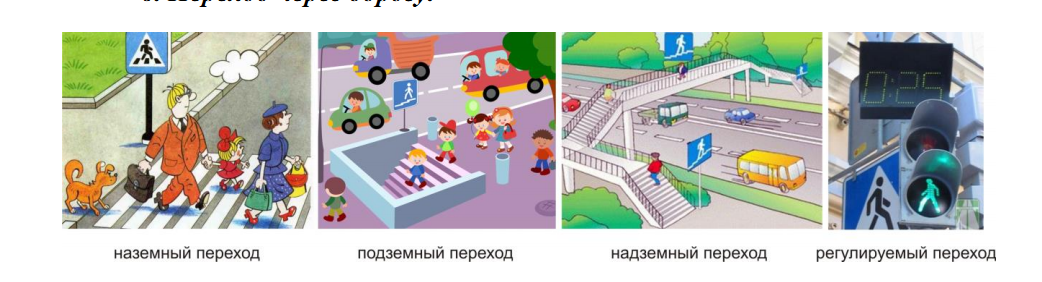 наземный переход
подземный переход
надземный переход
регулируемый переход
0:25